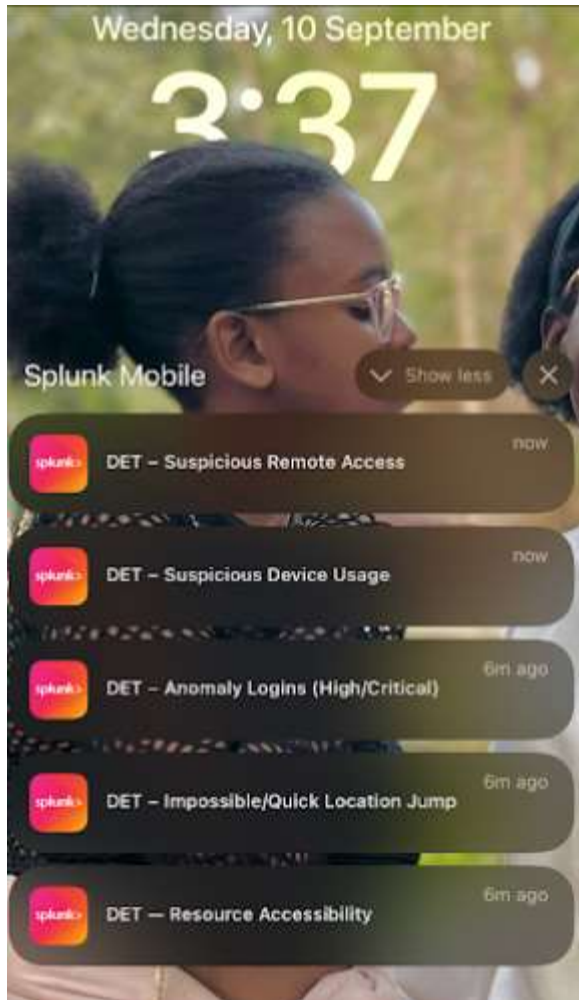 Wednesday, 10 September
3:37
Splunk Mobile
Show less
splunk>
DET – Suspicious Remote Access
now
splunk>
DET – Suspicious Device Usage
now
splunk>
DET – Anomaly Logins (High/Critical)
6m ago
splunk>
DET – Impossible/Quick Location Jump
6m ago
splunk>
DET — Resource Accessibility
6m ago